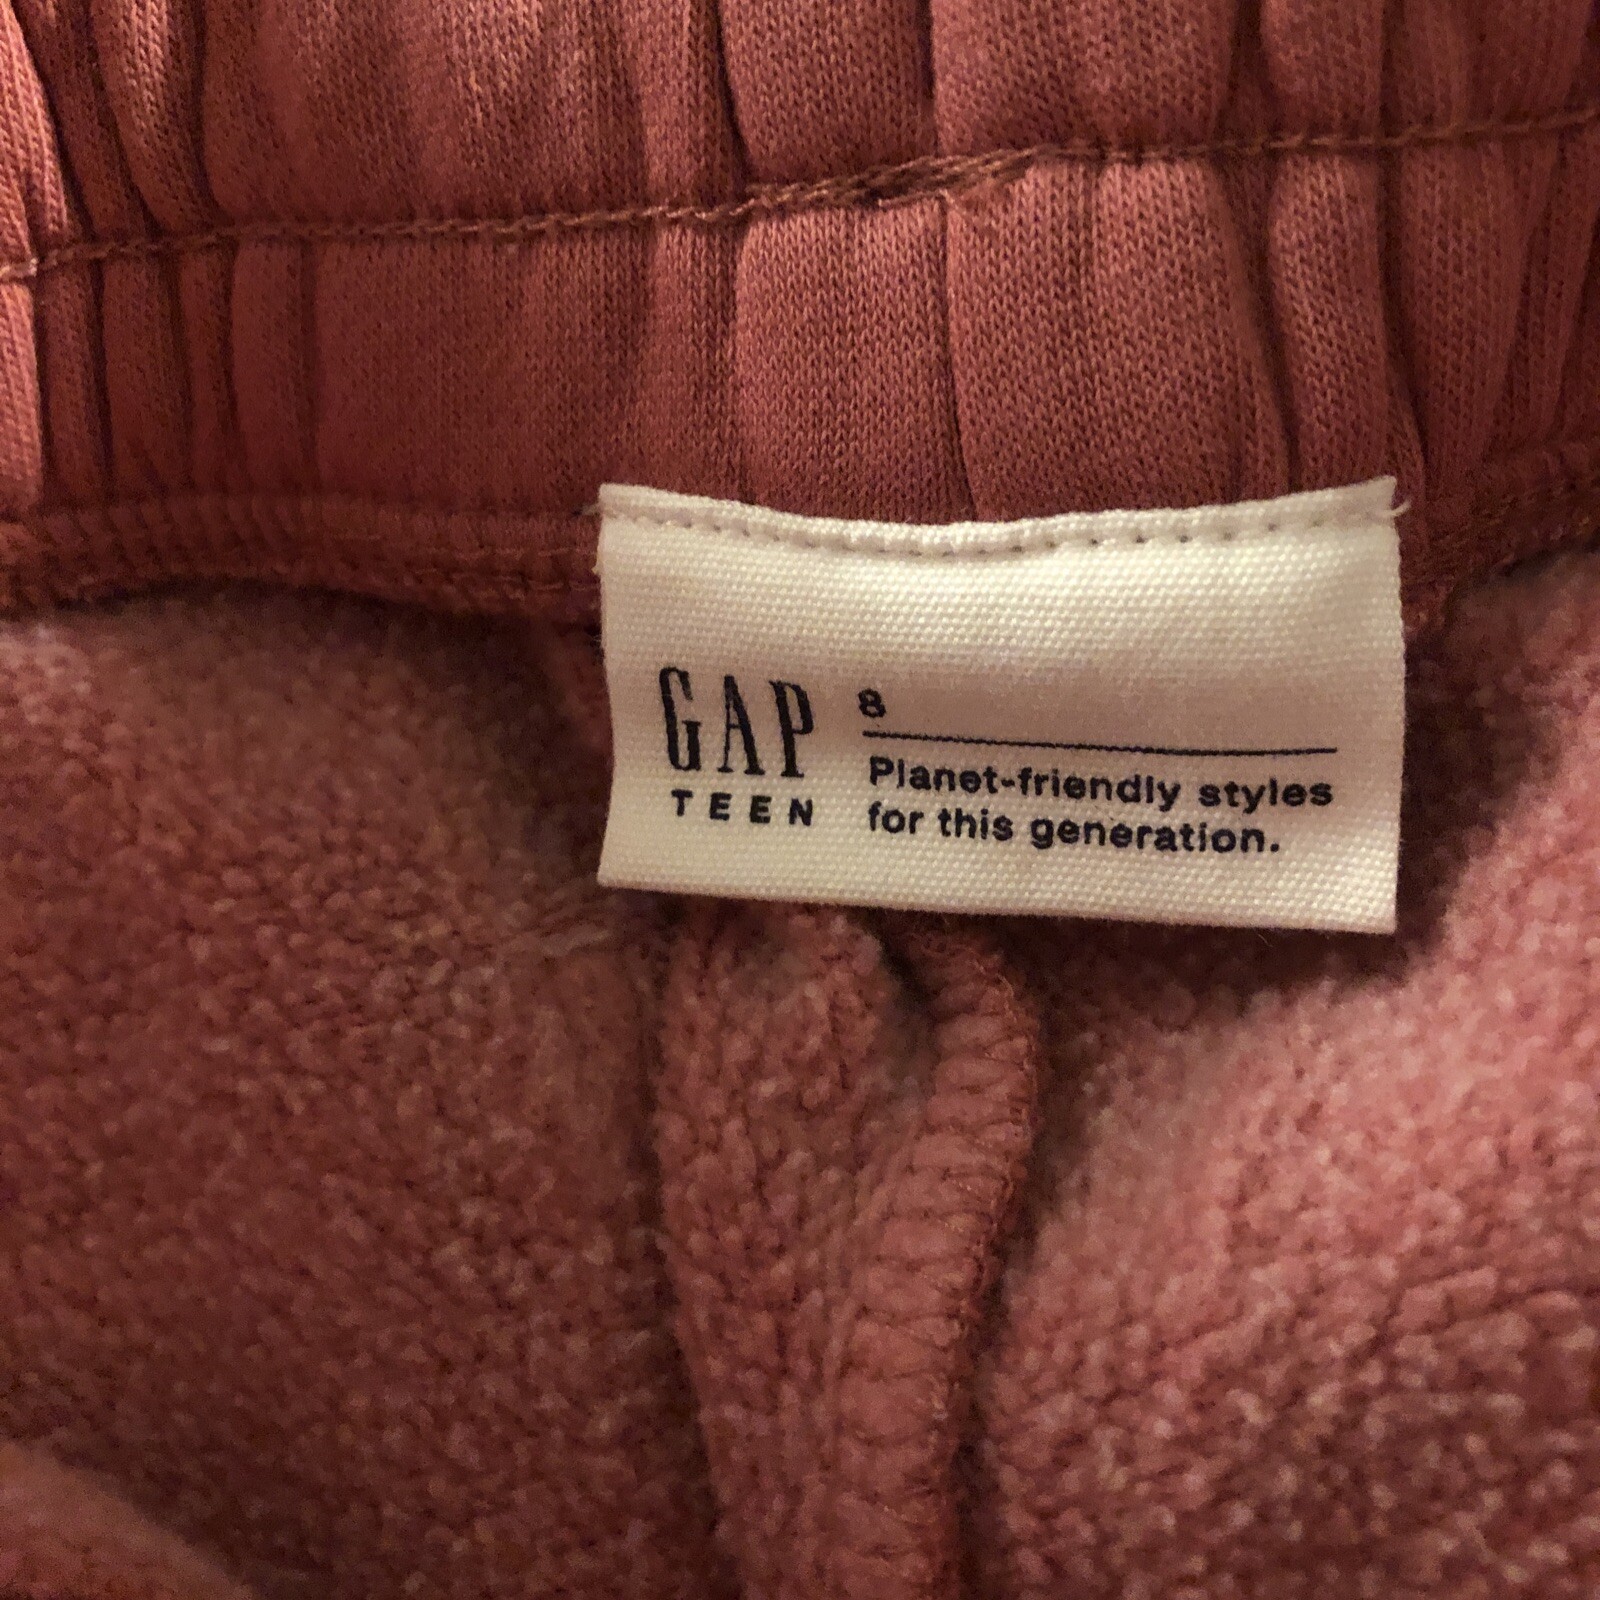 GAP
TEEN
8
Planet-friendly styles
for this generation.